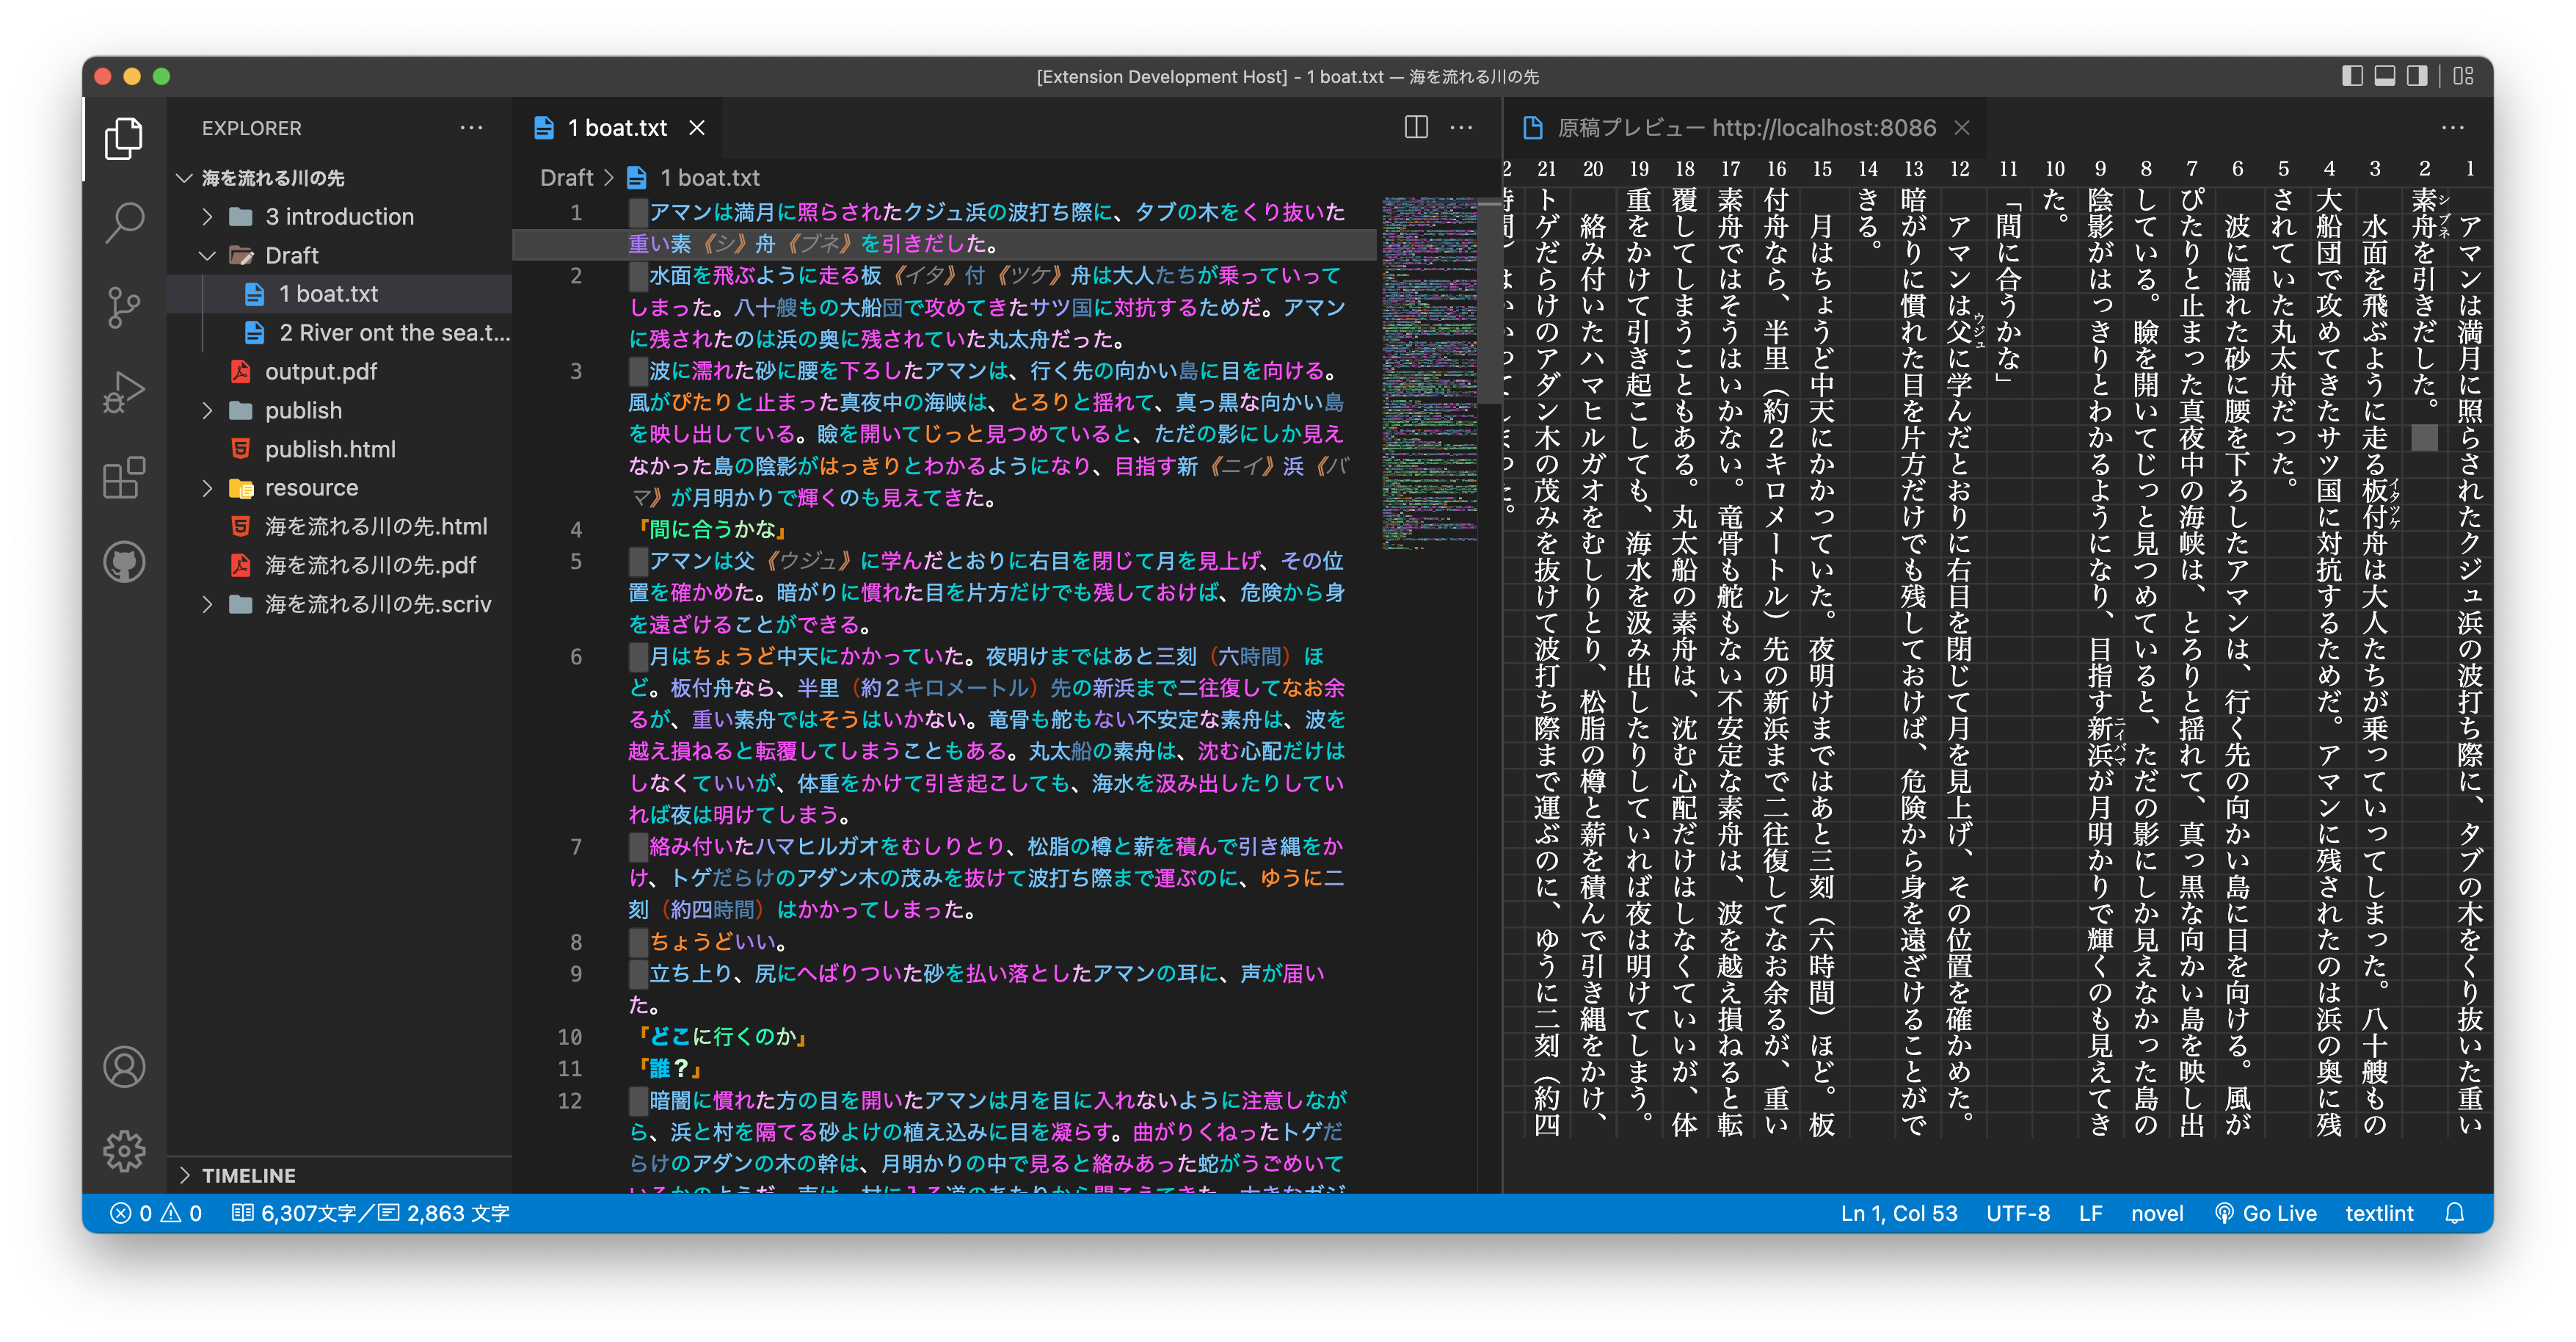 [Extension Development Host] - 1 boat.txt — 海を流れる川の先
EXPLORER
海を流れる川の先
3 introduction
Draft
1 boat.txt
2 River ont the sea.t...
output.pdf
publish
publish.html
resource
海を流れる川の先.html
海を流れる川の先.pdf
海を流れる川の先.scriv
TIMELINE
1 boat.txt
Draft > 1 boat.txt
1 アマンは満月に照らされたクジュ浜の波打ち際に、タブの木をくり抜いた
重い素《シ》舟《ブネ》を引きだした。
2 水面を飛ぶように走る板《イタ》付《ツケ》舟は大人たちが乗っていって
しまった。八十艘もの大船団で攻めてきたサツ国に対抗するためだ。アマン
に残されたのは浜の奥に残されていた丸太舟だった。
3 波に濡れた砂に腰を下ろしたアマンは、行く先の向かい島に目を向ける。
風がぴたりと止まった真夜中の海峡は、とろりと揺れて、真っ黒な向かい島
を映し出している。瞼を開いてじっと見つめていると、ただの影にしか見え
なかった島の陰影がはっきりとわかるようになり、目指す新《ニイ》浜《バ
マ》が月明かりで輝くのも見えてきた。
4 「間に合うかな」
5 アマンは父《ウジュ》に学んだとおりに右目を閉じて月を見上げ、その位
置を確かめた。暗がりに慣れた目を片方だけでも残しておけば、危険から身
を遠ざけることができる。
6 月はちょうど中天にかかっていた。夜明けまではあと三刻（六時間）ほ
ど。板付舟なら、半里（約２キロメートル）先の新浜まで二往復してなお余
るが、重い素舟ではそうはいかない。竜骨も舵もない不安定な素舟は、波を
越え損ねると転覆してしまうこともある。丸太船の素舟は、沈む心配だけは
しなくていいが、体重をかけて引き起こしても、海水を汲み出したりしてい
れば夜は明けてしまう。
7 絡み付いたハマヒルガオをむしりとり、松脂の樽と薪を積んで引き縄をか
け、トゲだらけのアダン木の茂みを抜けて波打ち際まで運ぶのに、ゆうに二
刻（約四時間）はかかってしまった。
8 ちょうどいい。
9 立ち上り、尻にへばりついた砂を払い落としたアマンの耳に、声が届い
た。
10 「どこに行くのか」
11 「誰？」
12 暗闇に慣れた方の目を開いたアマンは月を目に入れないように注意しなが
ら、浜と村を隔てる砂よけの植え込みに目を凝らす。曲がりくねったトゲだ
らけのアダンの木の幹は、月明かりの中で見ると絡みあった蛇がうごめいて
原稿プレビュー http://localhost:8086
1 アマンは満月に照らされたクジュ浜の波打ち際に、タブの木をくり抜いた重い
2 素舟を引きだした。
シブネ
3 水面を飛ぶように走る板付舟は大人たちが乗っていってしまった。八十艘もの
イタツケ
4 大船団で攻めてきたサツ国に対抗するためだ。アマンに残されたのは浜の奥に残
5 されていた丸太舟だった。
6 波に濡れた砂に腰を下ろしたアマンは、行く先の向かい島に目を向ける。風が
7 ぴたりと止まった真夜中の海峡は、とろりと揺れて、真っ黒な向かい島を映し出
8 している。瞼を開いてじっと見つめていると、ただの影にしか見えなかった島の
9 陰影がはっきりとわかるようになり、目指す新浜が月明かりで輝くのも見えてき
ニイバマ
10 た。
11 「間に合うかな」
12 アマンは父に学んだとおりに右目を閉じて月を見上げ、その位置を確かめた。
ウジュ
13 暗がりに慣れた目を片方だけでも残しておけば、危険から身を遠ざけることがで
14 きる。
15 月はちょうど中天にかかっていた。夜明けまではあと三刻（六時間）ほど。板
16 付舟なら、半里（約２キロメートル）先の新浜まで二往復してなお余るが、重い
17 素舟ではそうはいかない。竜骨も舵もない不安定な素舟は、波を越え損ねると転
18 覆してしまうこともある。丸太船の素舟は、沈む心配だけはしなくていいが、体
19 重をかけて引き起こしても、海水を汲み出したりしていれば夜は明けてしまう。
20 絡み付いたハマヒルガオをむしりとり、松脂の樽と薪を積んで引き縄をかけ、
21 トゲだらけのアダン木の茂みを抜けて波打ち際まで運ぶのに、ゆうに二刻（約四
0 0 6,307文字／ 2,863 文字
Ln 1, Col 53 UTF-8 LF novel Go Live textlint